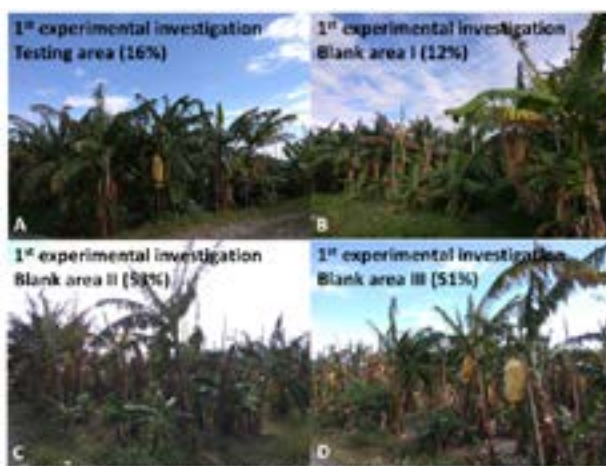 1st experimental investigation
Testing area (16%)
A
1st experimental investigation
Blank area I (12%)
B
1st experimental investigation
Blank area II
C
1st experimental investigation
Blank area III (51%)
D